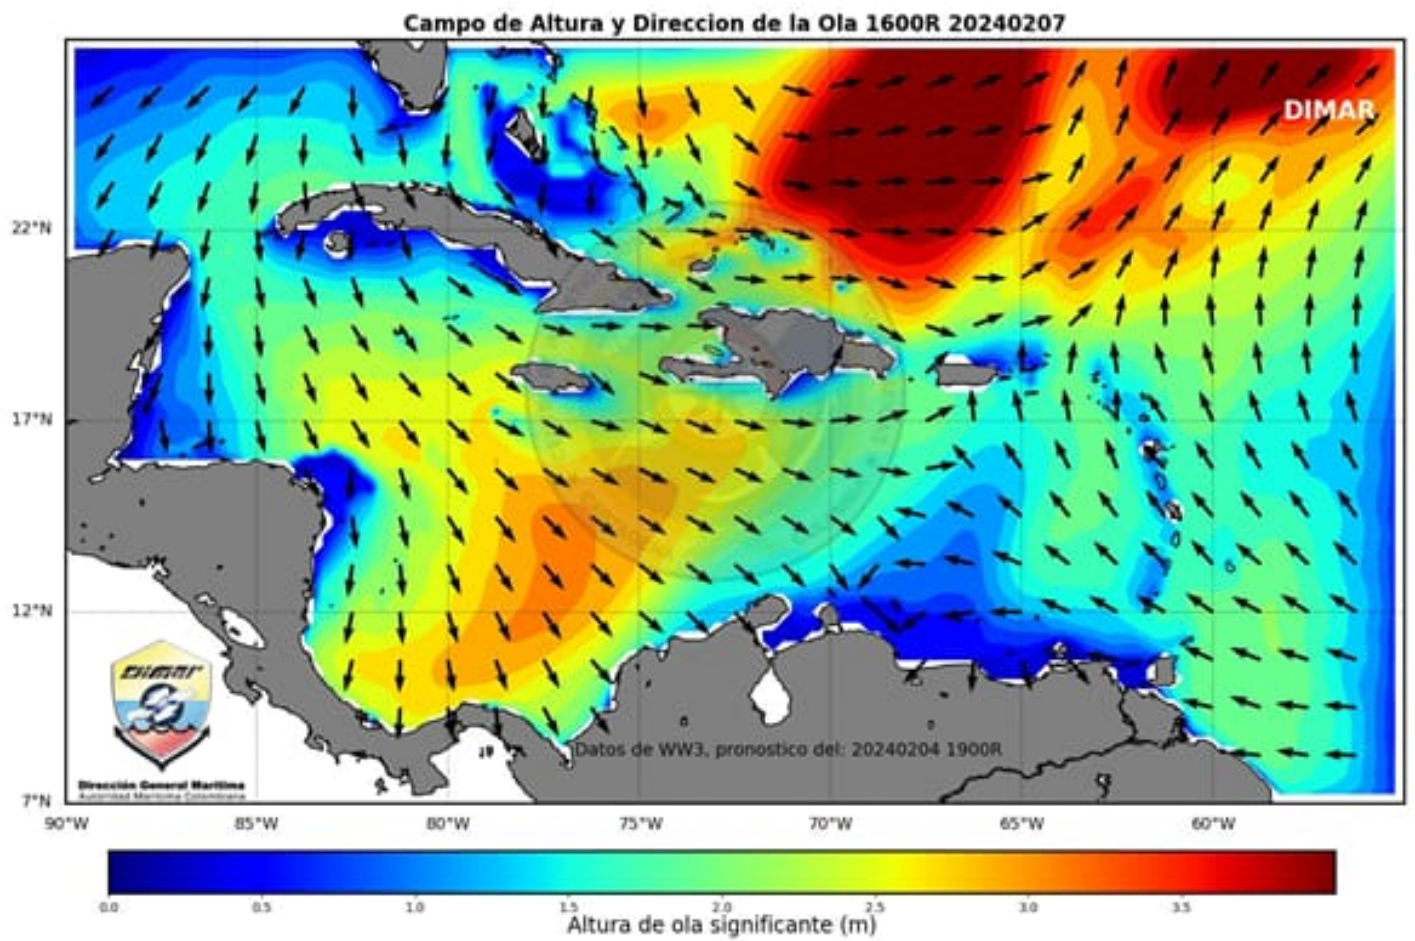 Campo de Altura y Direccion de la Ola 1600R 20240207
DIMAR
22°N
17°N
12°N
7°N
Dimar
Dirección General Marítima
Autoridad Marítima Colombiana
Datos de WW3, pronostico del: 20240204 1900R
90°W 85°W 80°W 75°W 70°W 65°W 60°W
0.0 0.5 1.0 1.5 2.0 2.5 3.0 3.5
Altura de ola significante (m)